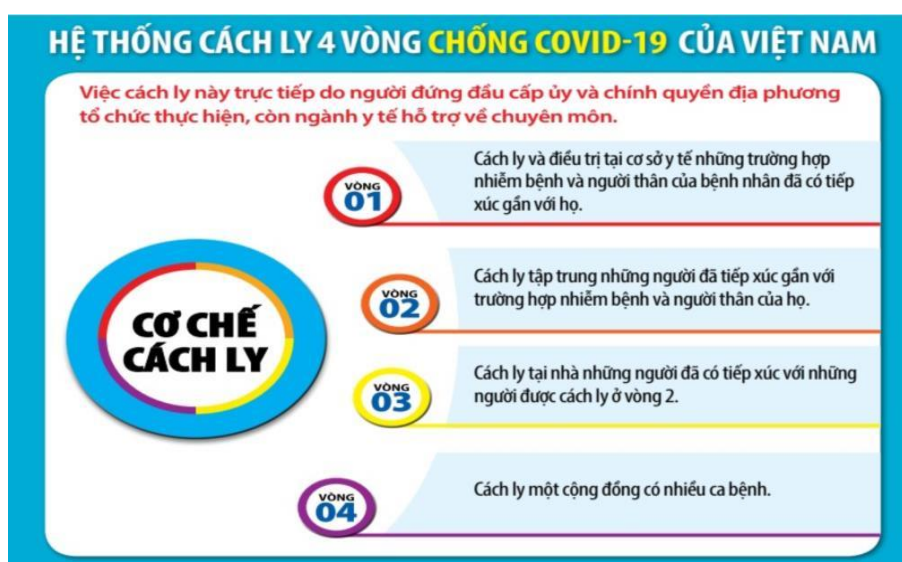 HỆ THỐNG CÁCH LY 4 VÒNG CHỐNG COVID-19 CỦA VIỆT NAM
Việc cách ly này trực tiếp do người đứng đầu cấp ủy và chính quyền địa phương
tổ chức thực hiện, còn ngành y tế hỗ trợ về chuyên môn.
CƠ CHẾ
CÁCH LY
VÒNG
01
Cách ly và điều trị tại cơ sở y tế những trường hợp
nhiễm bệnh và người thân của bệnh nhân đã có tiếp
xúc gần với họ.
VÒNG
02
Cách ly tập trung những người đã tiếp xúc gần với
trường hợp nhiễm bệnh và người thân của họ.
VÒNG
03
Cách ly tại nhà những người đã có tiếp xúc với những
người được cách ly ở vòng 2.
VÒNG
04
Cách ly một cộng đồng có nhiều ca bệnh.